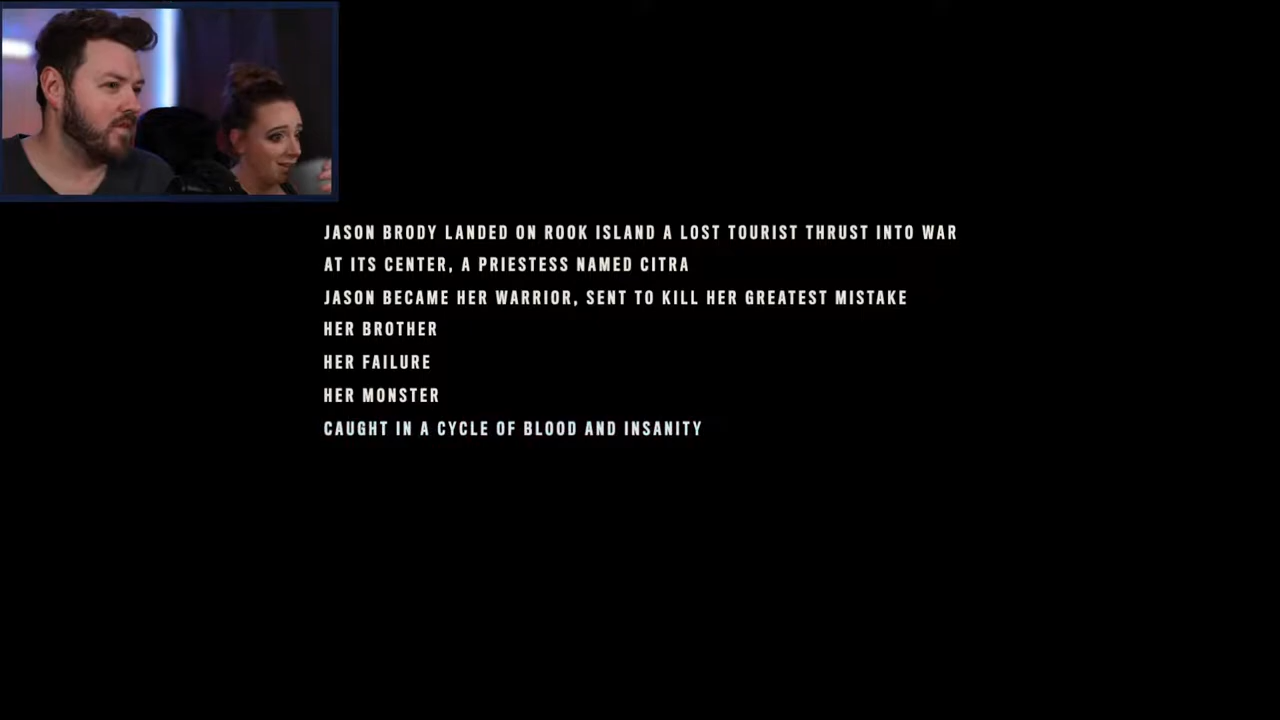 JASON BRODY LANDED ON ROOK ISLAND A LOST TOURIST THRUST INTO WAR
AT ITS CENTER, A PRIESTESS NAMED CITRA
JASON BECAME HER WARRIOR, SENT TO KILL HER GREATEST MISTAKE
HER BROTHER
HER FAILURE
HER MONSTER
CAUGHT IN A CYCLE OF BLOOD AND INSANITY